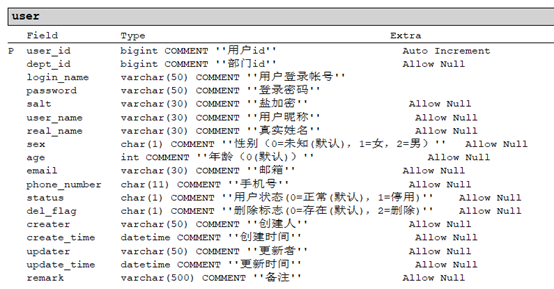 user
Field Type Extra
P user_id bigint COMMENT ''用户id'' Auto Increment
dept_id bigint COMMENT ''部门id'' Allow Null
login_name varchar(50) COMMENT ''用户登录帐号''
password varchar(50) COMMENT ''登录密码''
salt varchar(30) COMMENT ''盐加密'' Allow Null
user_name varchar(30) COMMENT ''用户昵称'' Allow Null
real_name varchar(30) COMMENT ''真实姓名'' Allow Null
sex char(1) COMMENT ''性别（0=未知(默认), 1=女, 2=男）'' Allow Null
age int COMMENT ''年龄（0(默认)）'' Allow Null
email varchar(30) COMMENT ''邮箱'' Allow Null
phone_number char(11) COMMENT ''手机号'' Allow Null
status char(1) COMMENT ''用户状态(0=正常(默认), 1=停用)'' Allow Null
del_flag char(1) COMMENT ''删除标志(0=存在(默认), 2=删除)'' Allow Null
creater varchar(50) COMMENT ''创建人'' Allow Null
create_time datetime COMMENT ''创建时间'' Allow Null
updater varchar(50) COMMENT ''更新者'' Allow Null
update_time datetime COMMENT ''更新时间'' Allow Null
remark varchar(500) COMMENT ''备注'' Allow Null